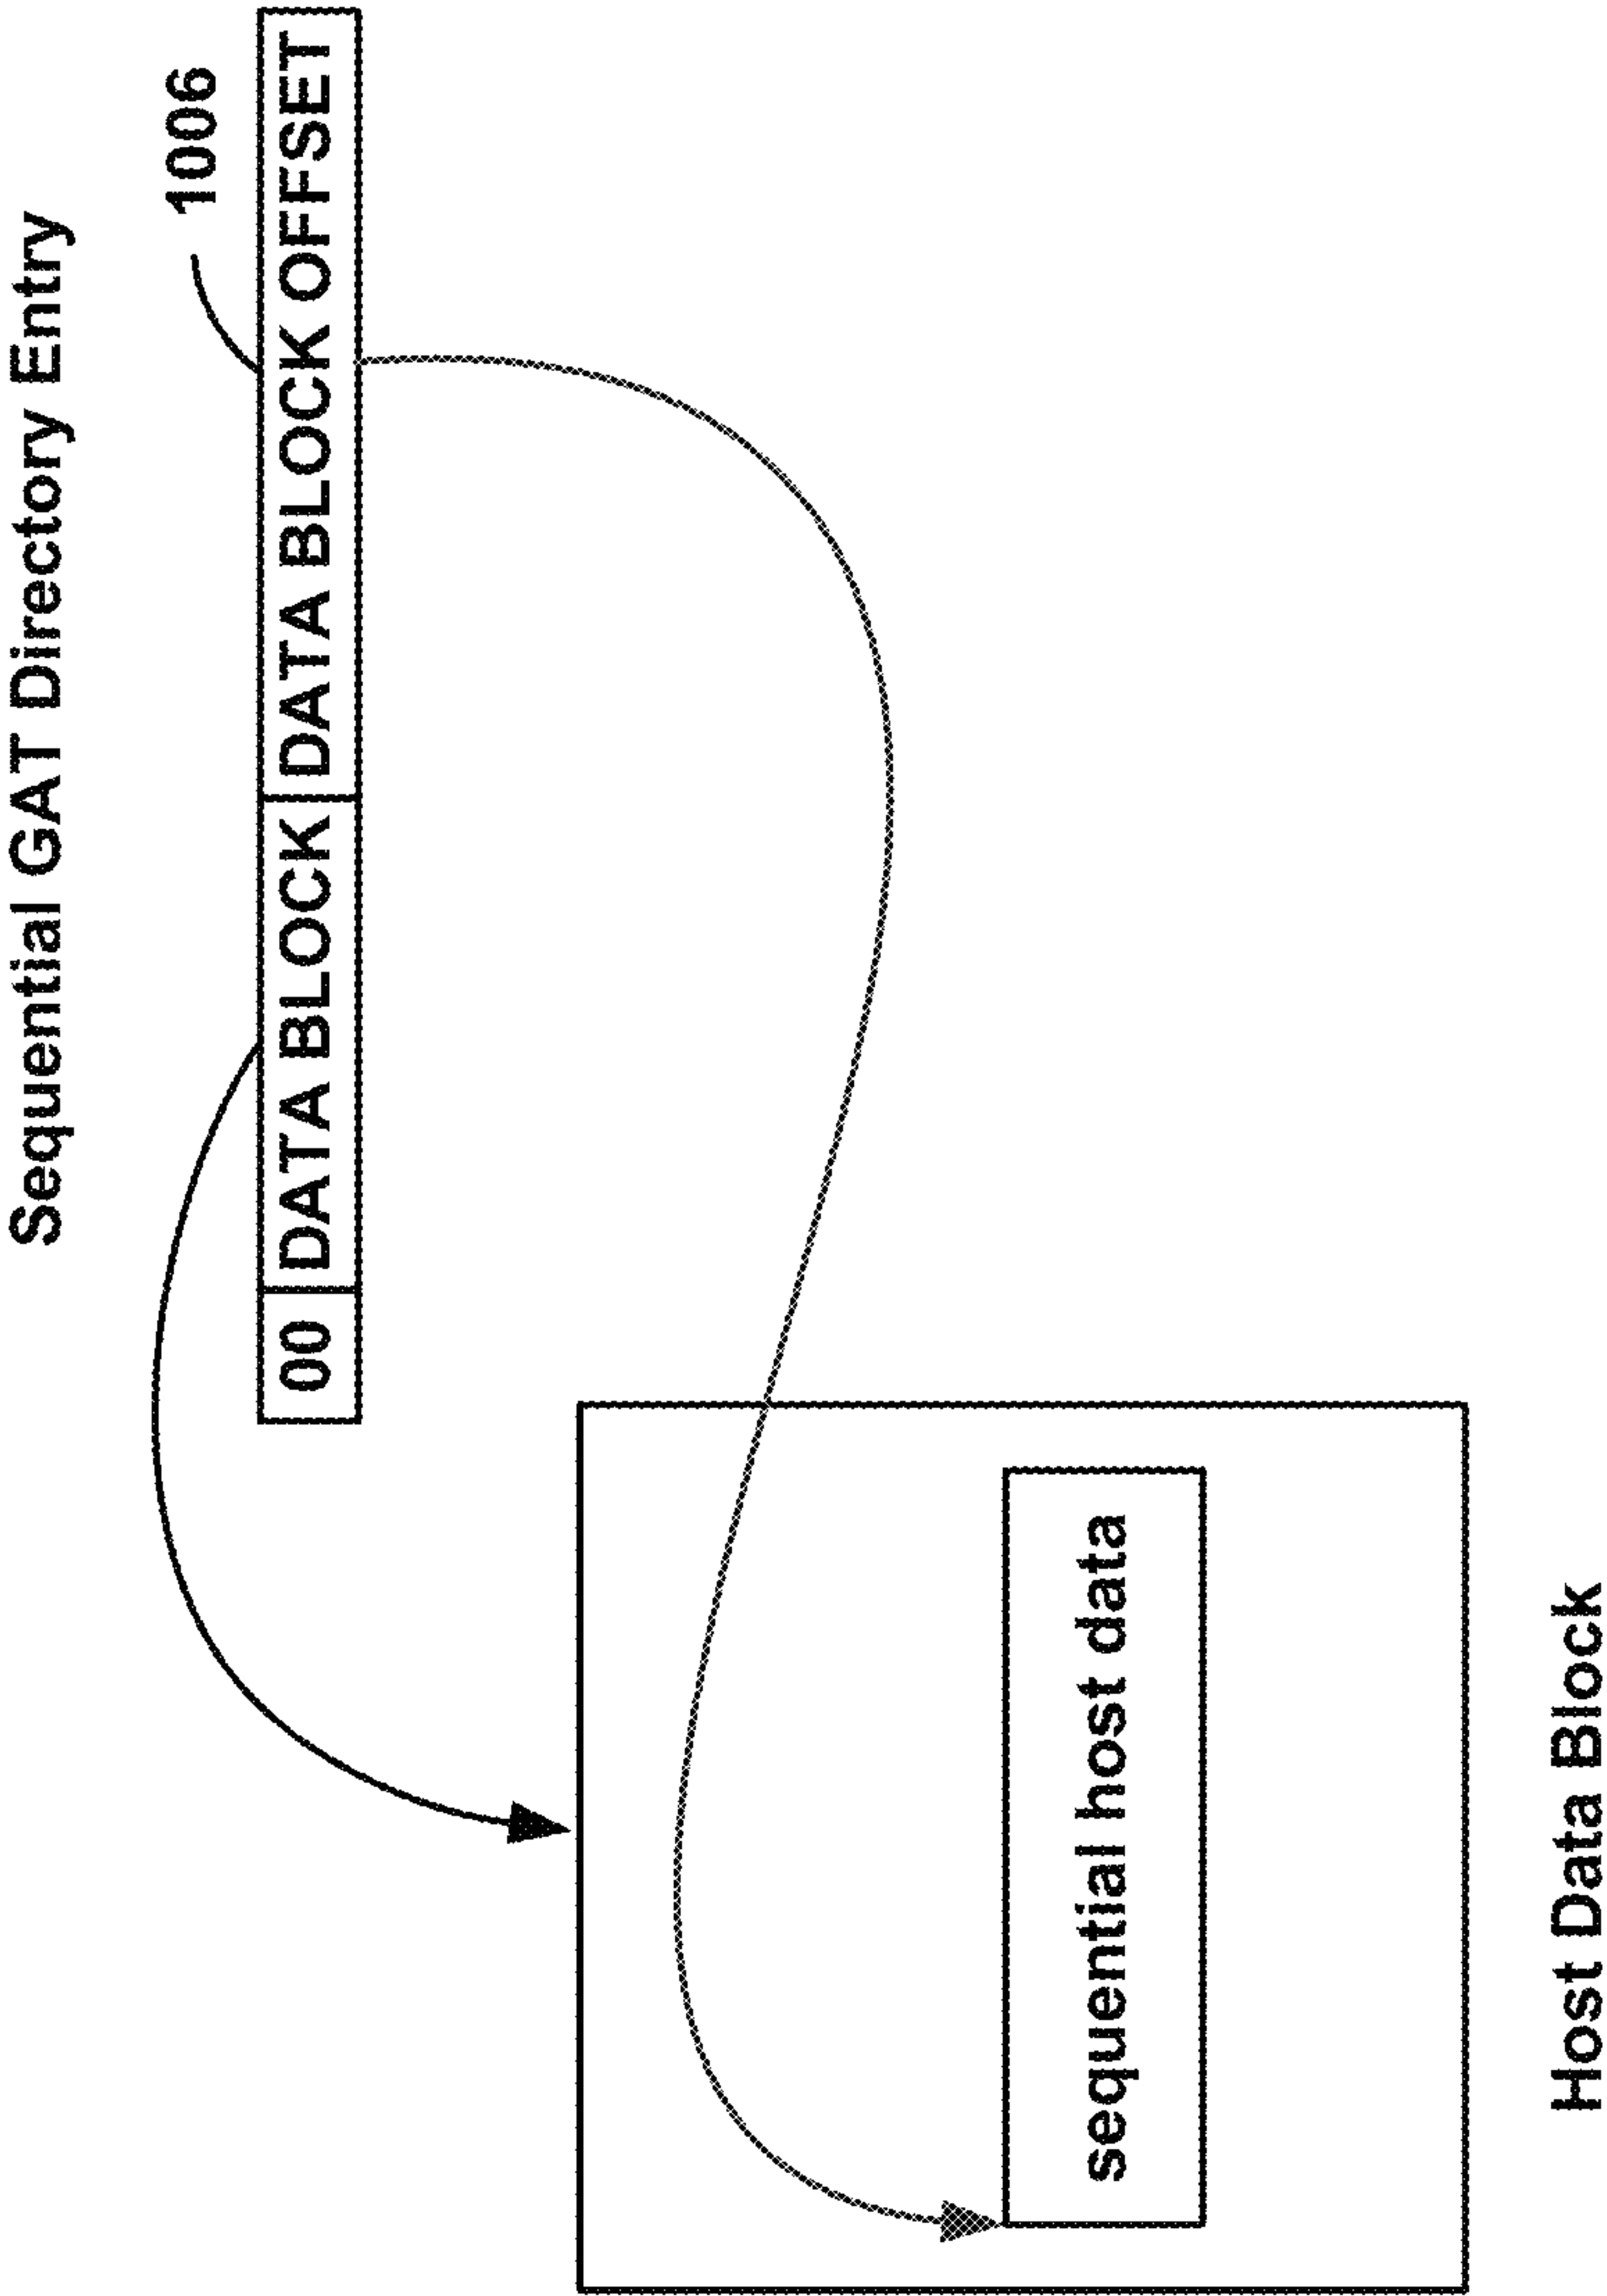 Sequential GAT Directory Entry
1006
00 DATA BLOCK DATA BLOCK OFFSET
sequential host data
Host Data Block